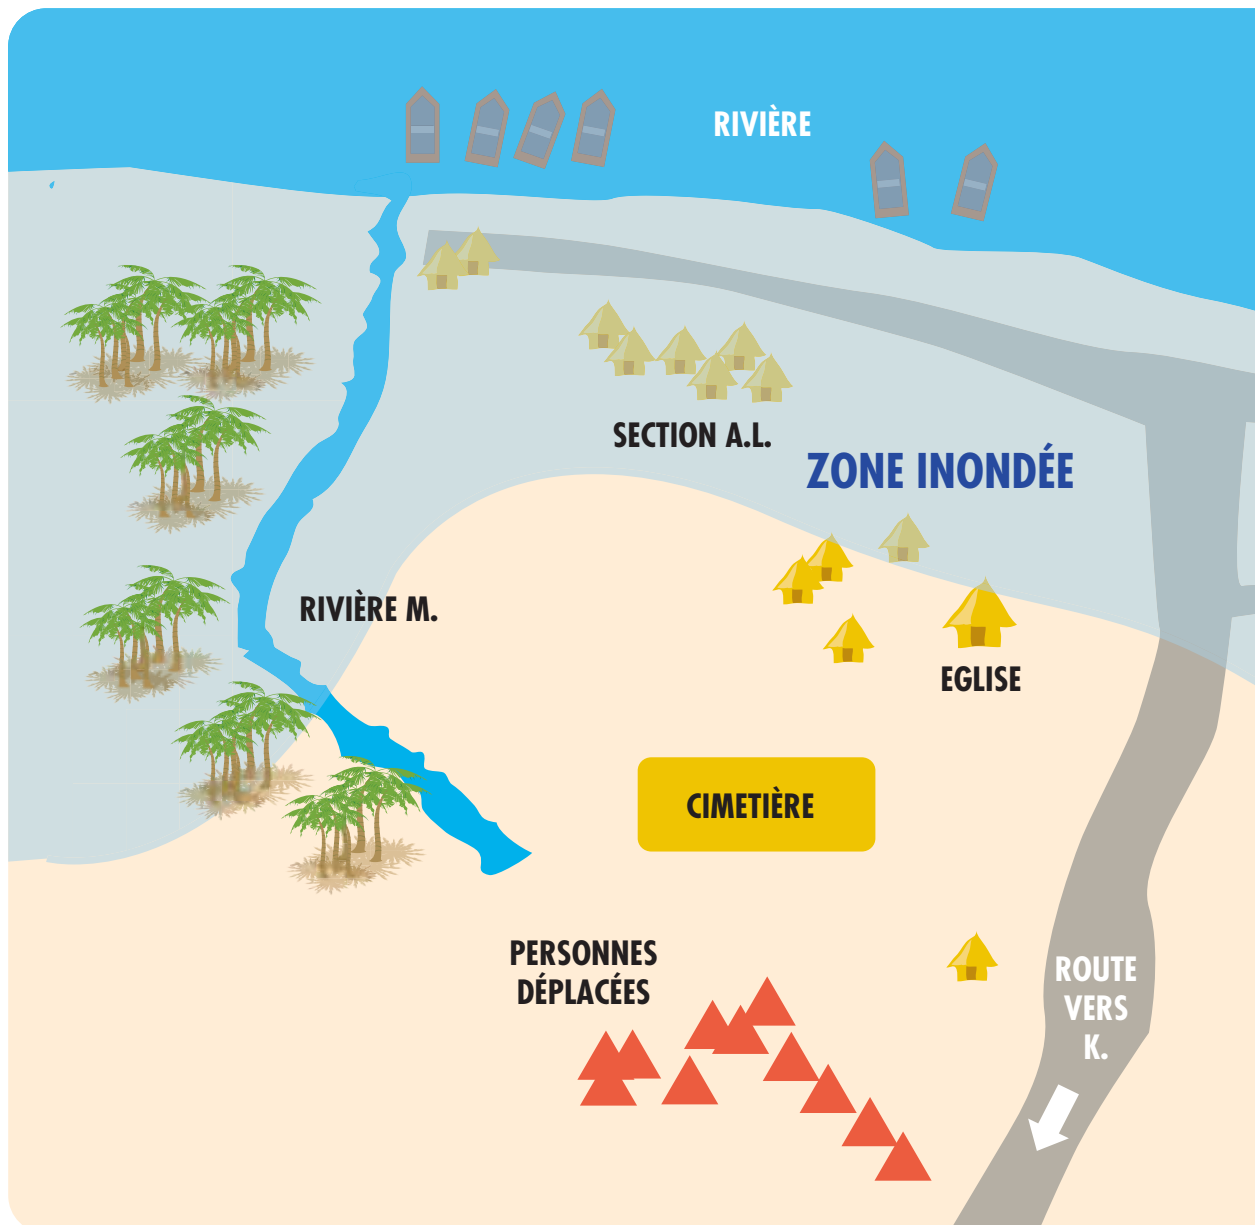 RIVIÈRE
SECTION A.L.
ZONE INONDÉE
RIVIÈRE M.
EGLISE
CIMETIÈRE
PERSONNES
DÉPLACÉES
ROUTE
VERS
K.